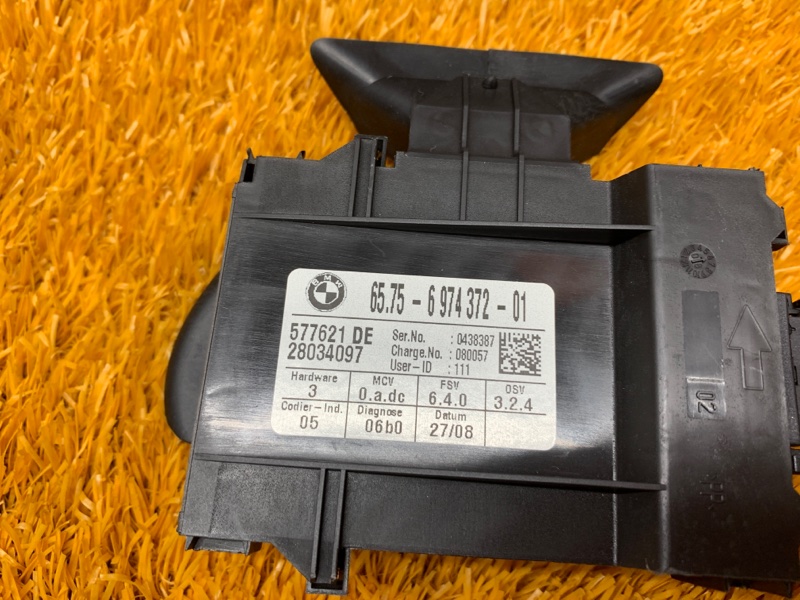 BMW
65.75 - 6 974 372 - 01
577621 DE
28034097
Ser.No. : 0438387
Charge.No. : 080057
User-ID : 111
Hardware MCV FSV OSV
3 0.a.dc 6.4.0 3.2.4
Codier-Ind. Diagnose Datum
05 06b0 27/08
02